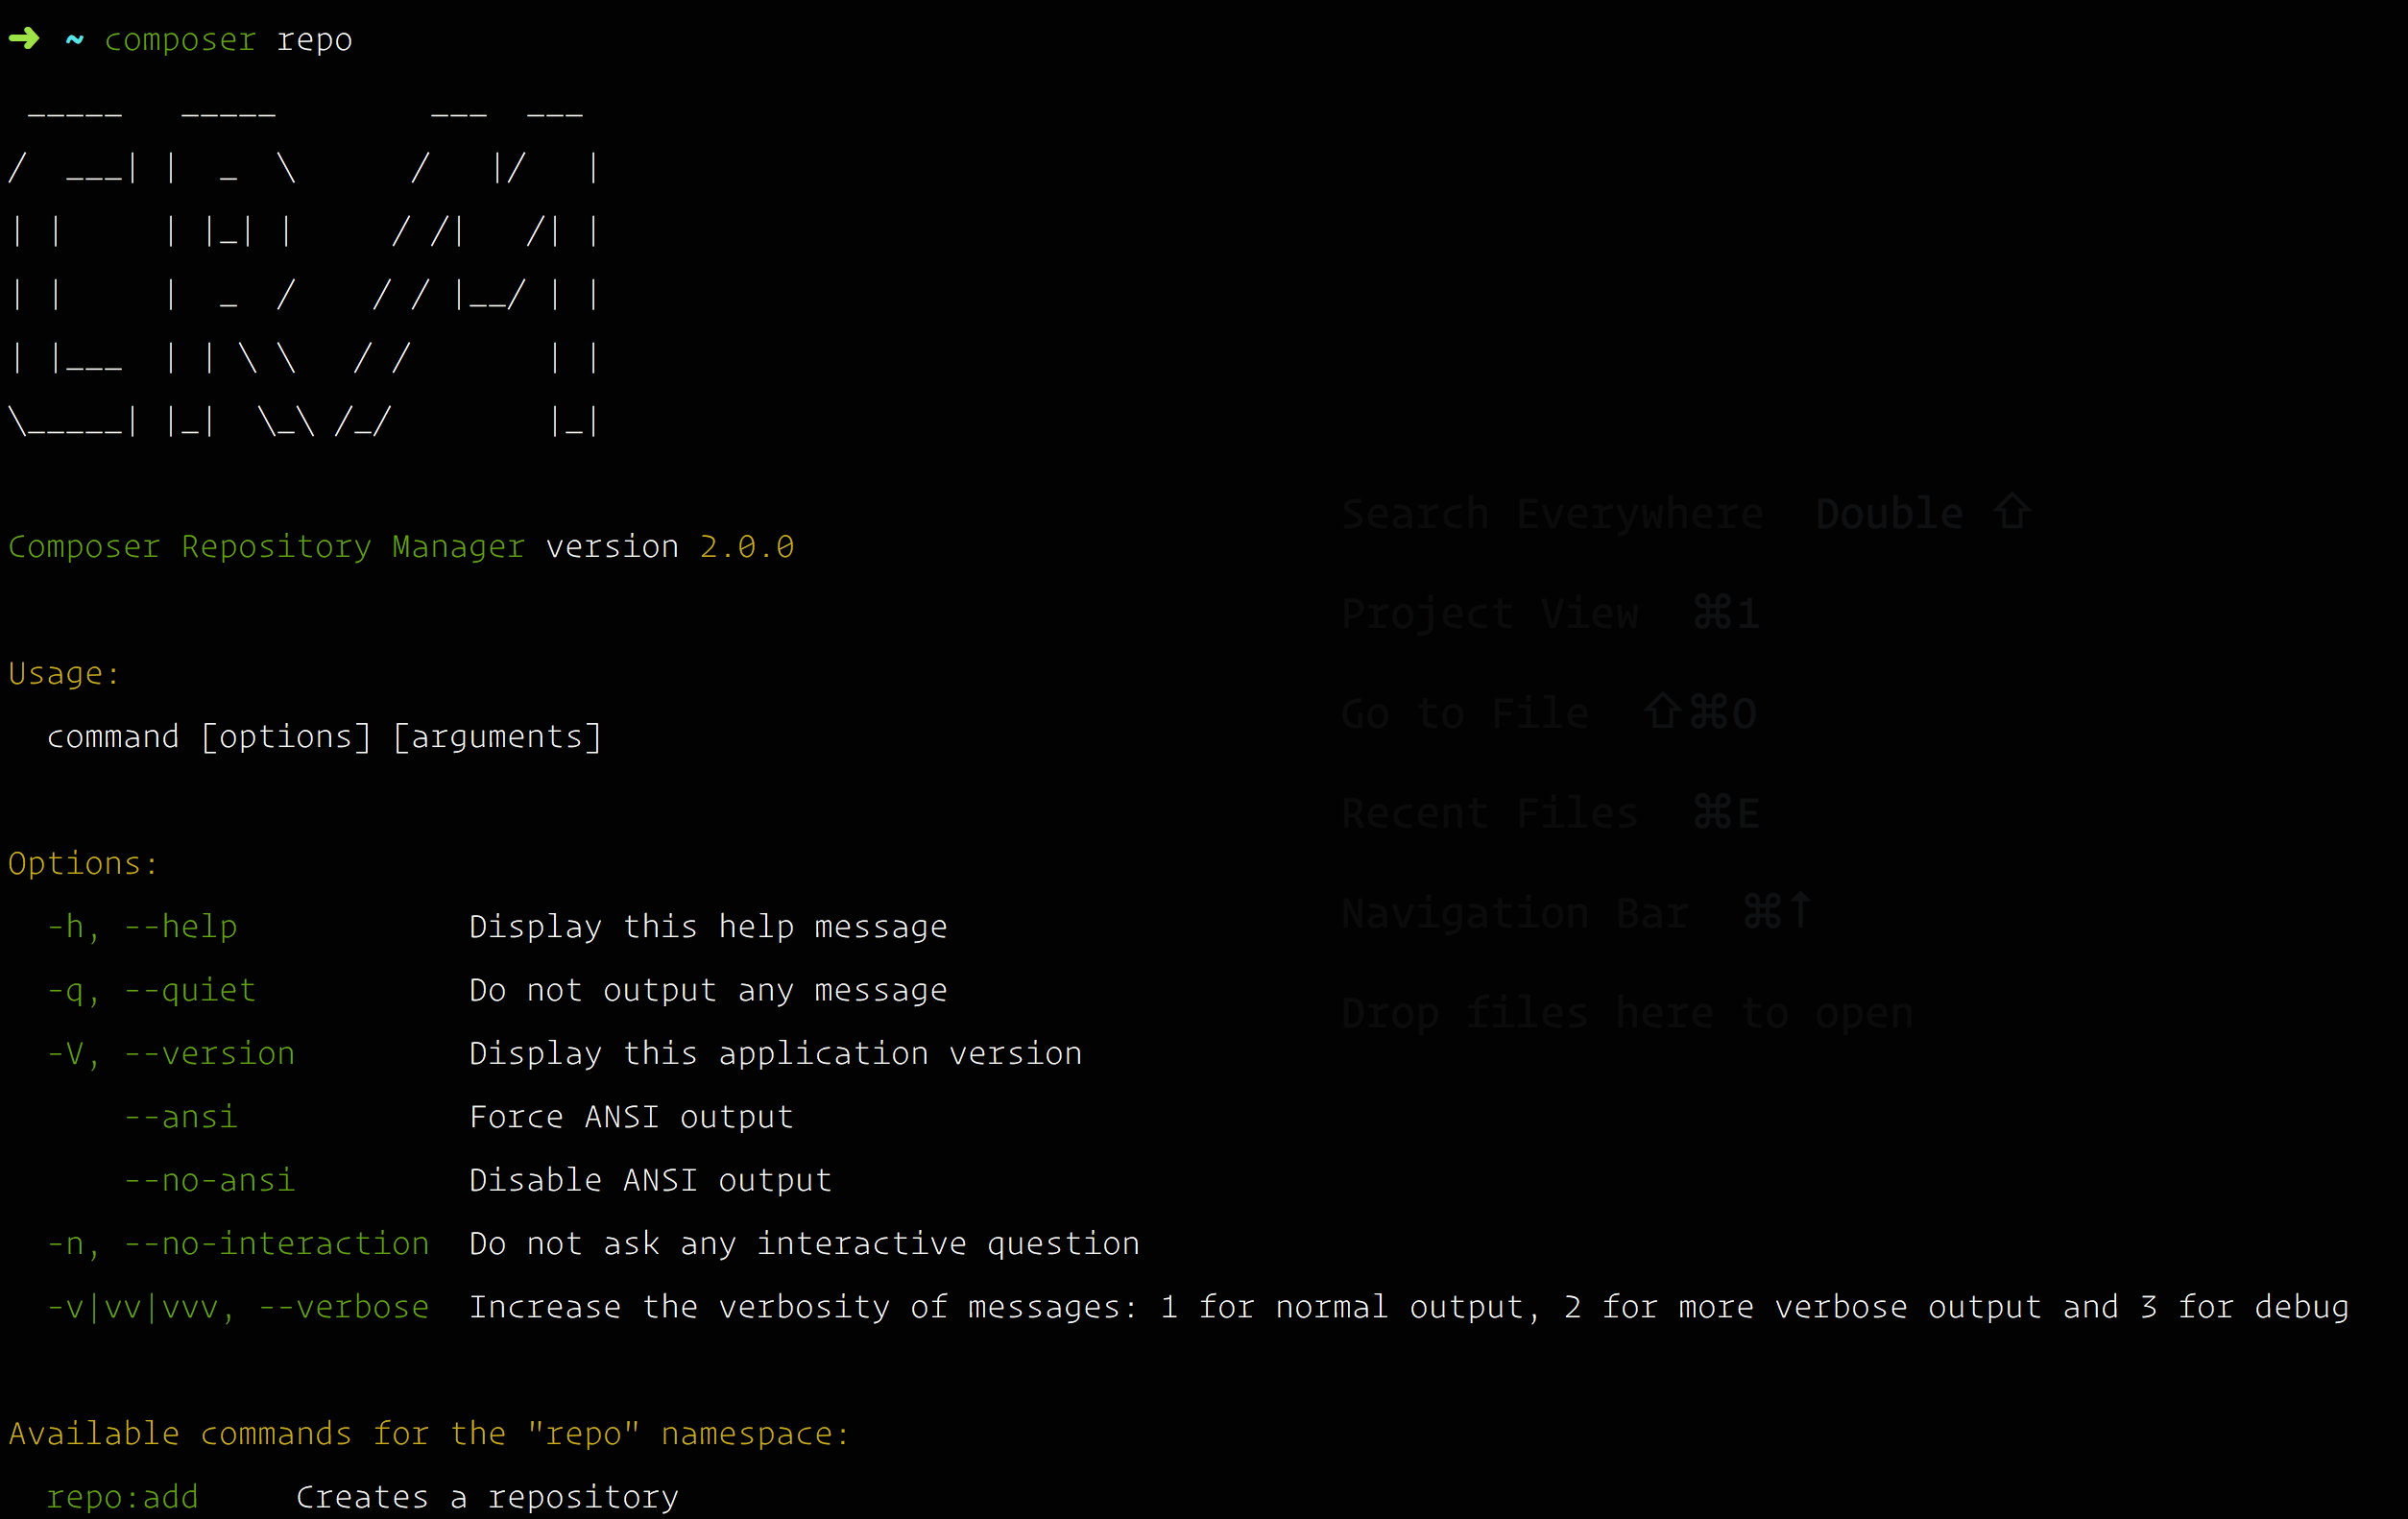 ➜ ~ composer repo
 _____   _____        ___  ___
/  ___| |  _  \      /   |/   |
| |     | |_| |     / /|   /| |
| |     |  _  /    / / |__/ | |
| |___  | | \ \   / /       | |
\_____| |_|  \_\ /_/        |_|
Composer Repository Manager version 2.0.0
Usage:
  command [options] [arguments]
Options:
  -h, --help            Display this help message
  -q, --quiet           Do not output any message
  -V, --version         Display this application version
      --ansi            Force ANSI output
      --no-ansi         Disable ANSI output
  -n, --no-interaction  Do not ask any interactive question
  -v|vv|vvv, --verbose  Increase the verbosity of messages: 1 for normal output, 2 for more verbose output and 3 for debug
Available commands for the "repo" namespace:
  repo:add     Creates a repository
Search Everywhere  Double ⇧
Project View  ⌘1
Go to File  ⇧⌘O
Recent Files  ⌘E
Navigation Bar  ⌘↑
Drop files here to open